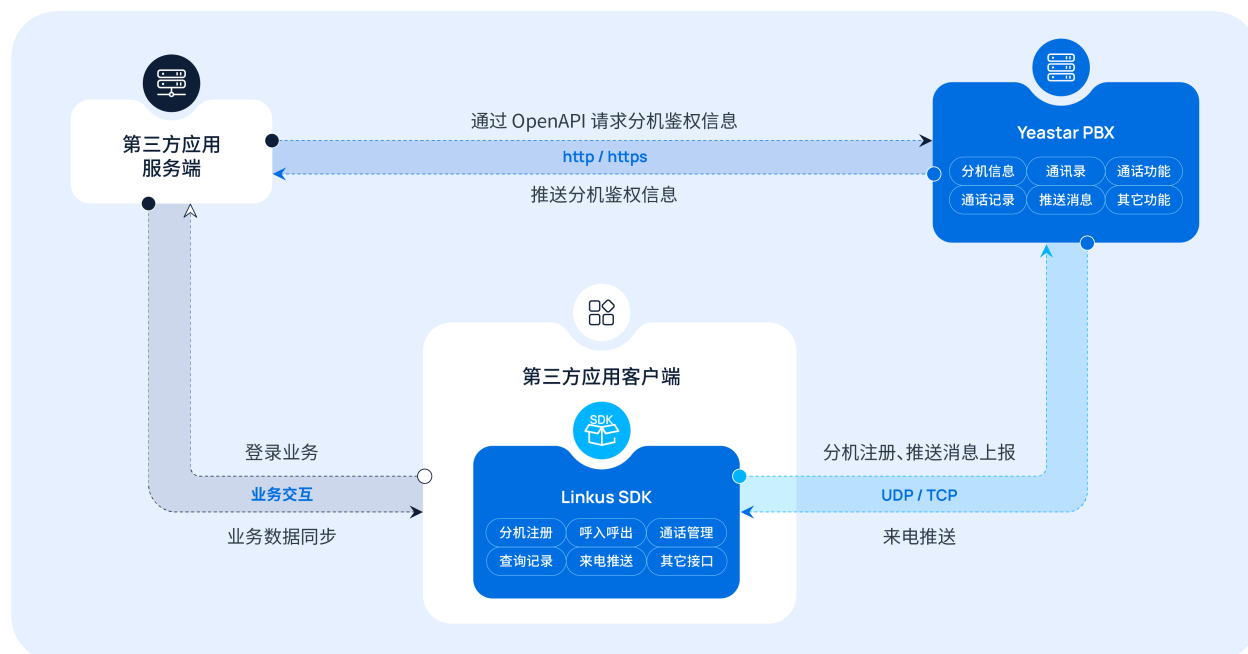 通过 OpenAPI 请求分机鉴权信息
第三方应用
服务端
http / https
推送分机鉴权信息
Yeastar PBX
分机信息 通讯录 通话功能
通话记录 推送消息 其它功能
第三方应用客户端
SDK
Linkus SDK
分机注册 呼入呼出 通话管理
查询记录 来电推送 其它接口
登录业务
业务交互
业务数据同步
分机注册、推送消息上报
UDP / TCP
来电推送